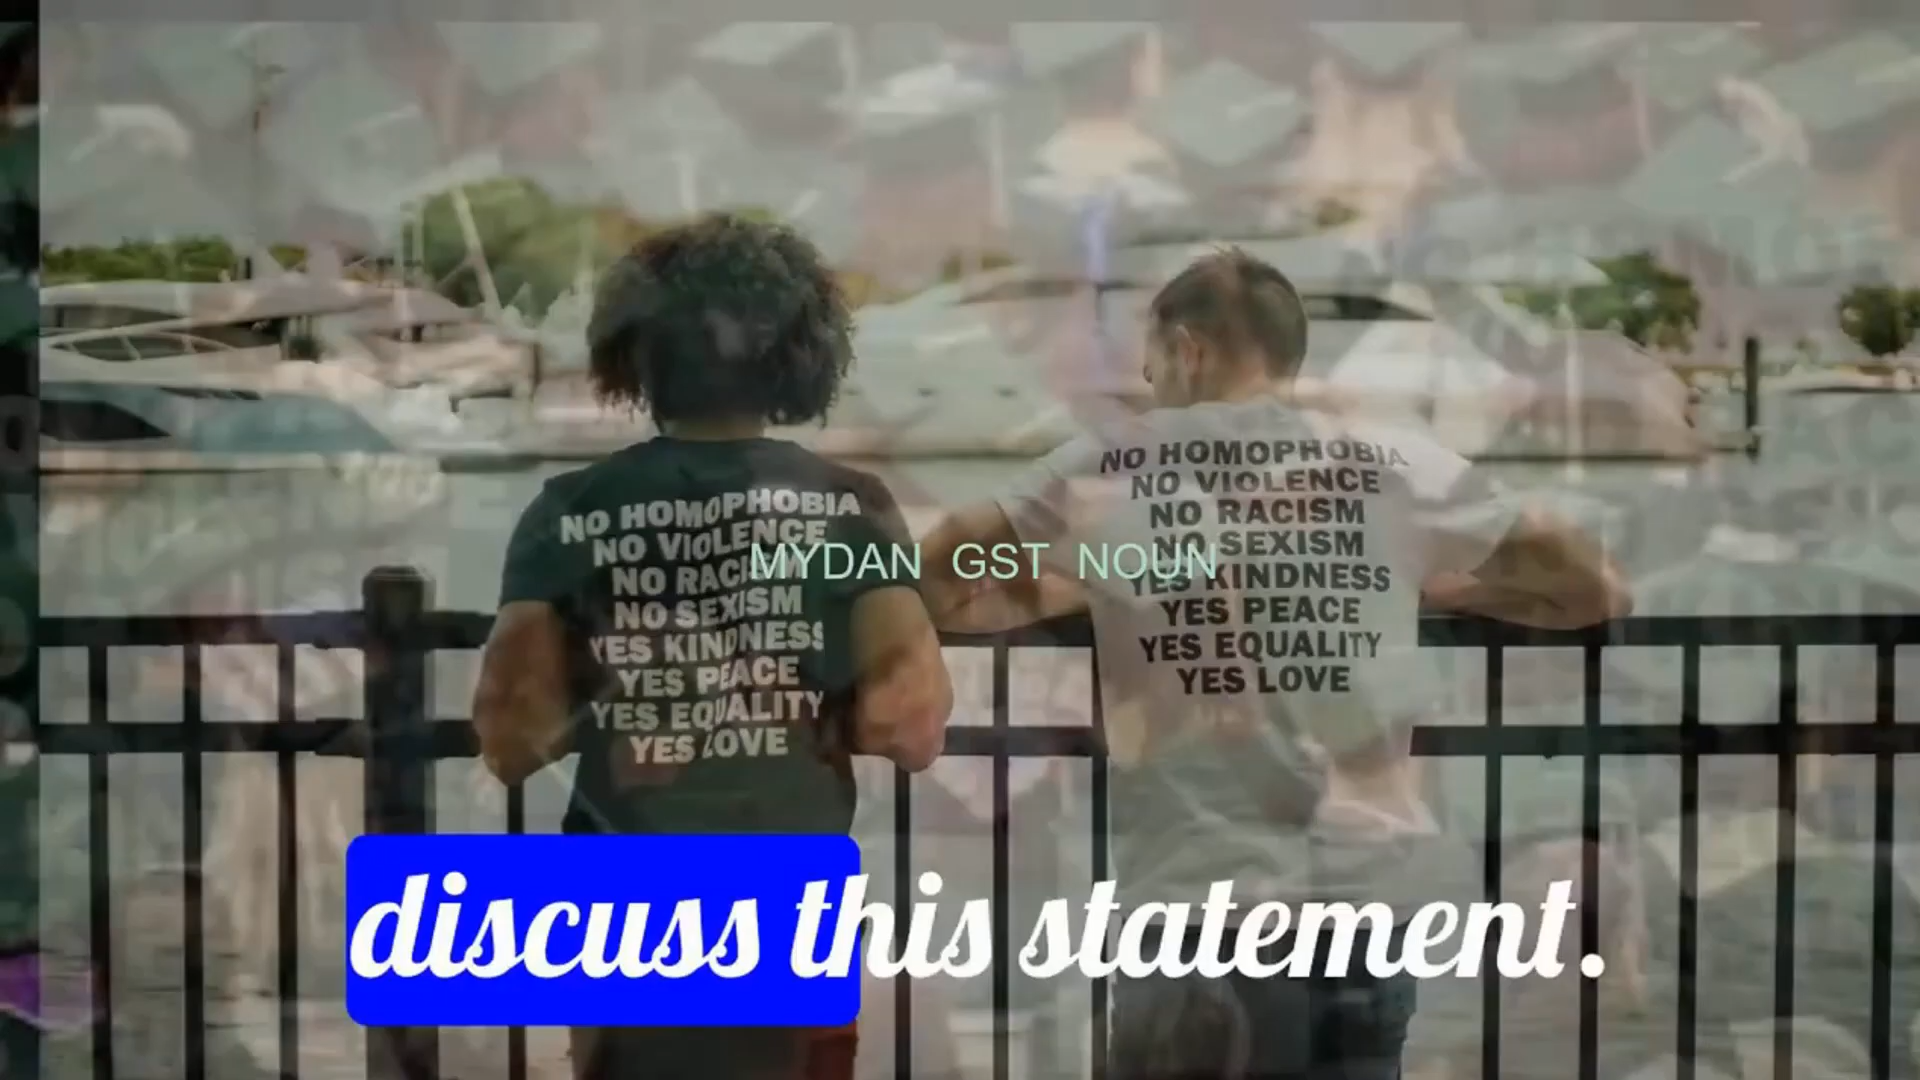 NO HOMOPHOBIA
NO VIOLENCE
NO RACISM
NO SEXISM
YES KINDNESS
YES PEACE
YES EQUALITY
YES LOVE
NO HOMOPHOBIA
NO VIOLENCE
NO RACISM
NO SEXISM
YES KINDNESS
YES PEACE
YES EQUALITY
YES LOVE
MYDAN GST NOUN
discuss this statement.